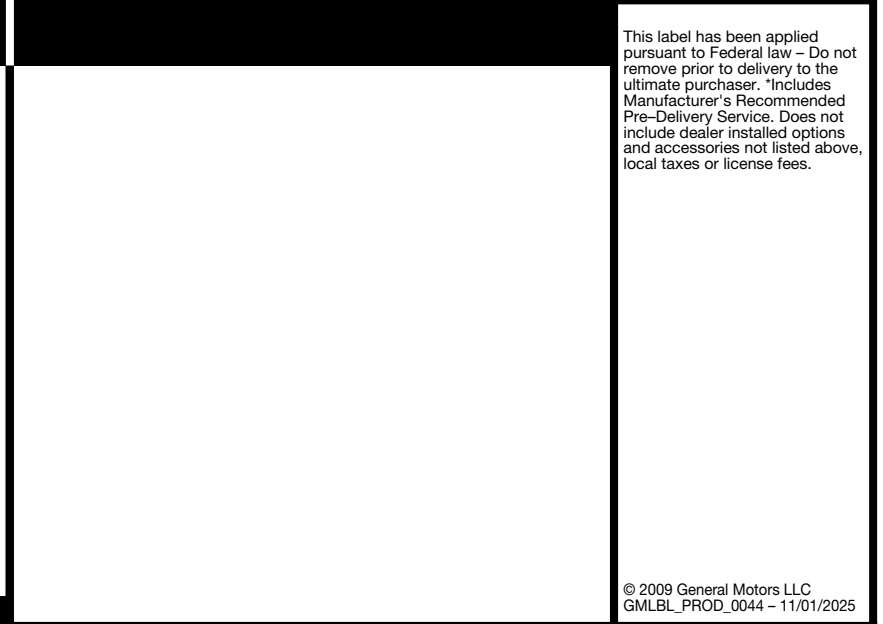 This label has been applied
pursuant to Federal law – Do not
remove prior to delivery to the
ultimate purchaser. *Includes
Manufacturer's Recommended
Pre–Delivery Service. Does not
include dealer installed options
and accessories not listed above,
local taxes or license fees.
© 2009 General Motors LLC
GMLBL_PROD_0044 – 11/01/2025